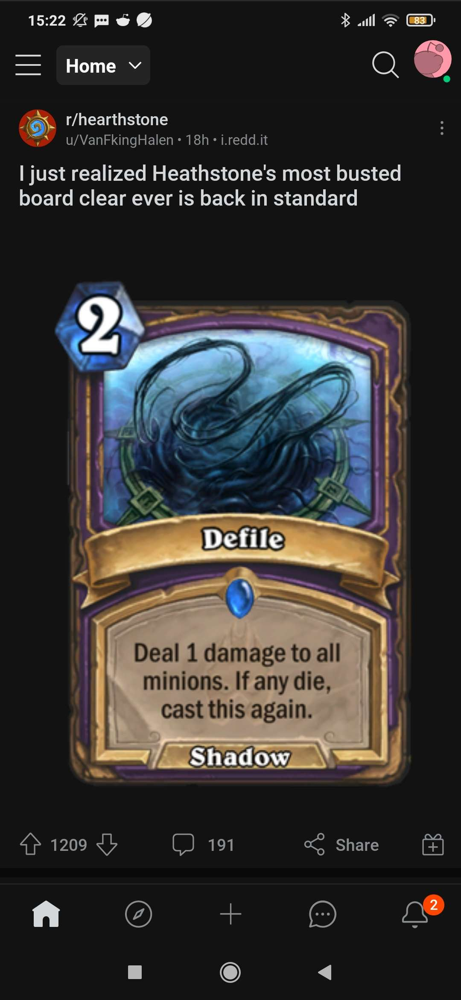 15:22
83
Home
r/hearthstone
u/VanFkingHalen • 18h • i.redd.it
I just realized Heathstone's most busted
board clear ever is back in standard
2
Defile
Deal 1 damage to all
minions. If any die,
cast this again.
Shadow
1209
191
Share
2